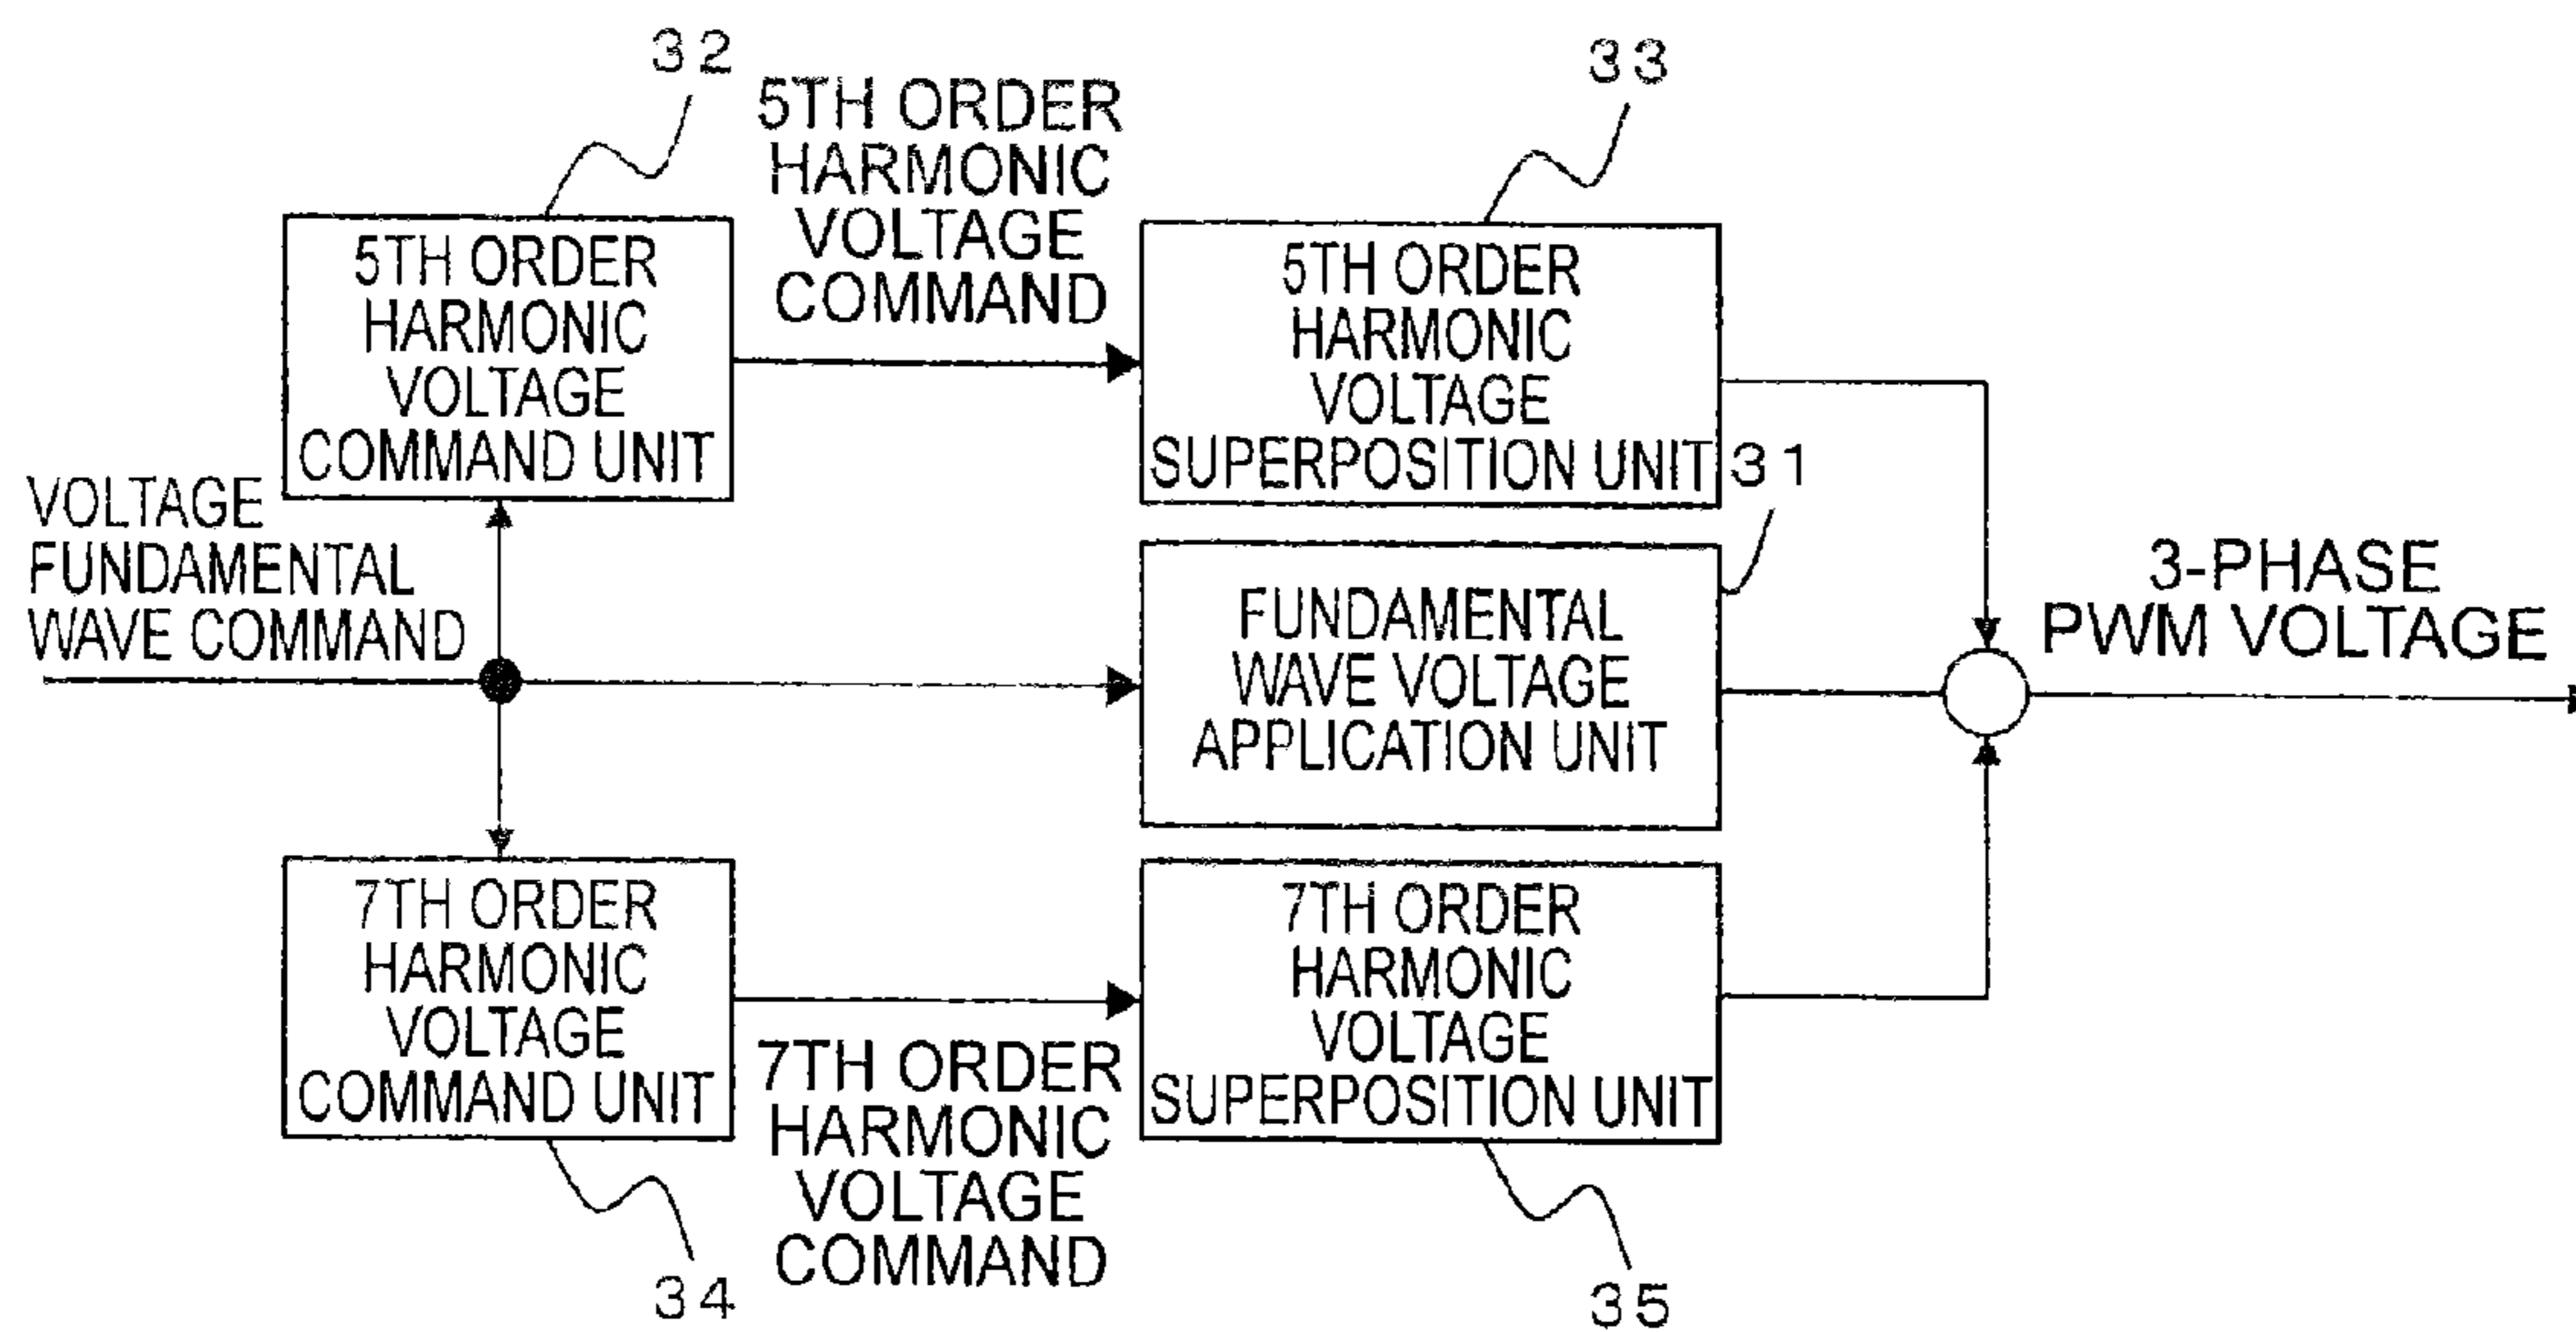 32
5TH ORDER
HARMONIC
VOLTAGE
COMMAND
33
5TH ORDER
HARMONIC
VOLTAGE
COMMAND UNIT
5TH ORDER
HARMONIC
VOLTAGE
SUPERPOSITION UNIT
31
VOLTAGE
FUNDAMENTAL
WAVE COMMAND
FUNDAMENTAL
WAVE VOLTAGE
APPLICATION UNIT
3-PHASE
PWM VOLTAGE
7TH ORDER
HARMONIC
VOLTAGE
COMMAND UNIT
7TH ORDER
HARMONIC
VOLTAGE
COMMAND
7TH ORDER
HARMONIC
VOLTAGE
SUPERPOSITION UNIT
34
35